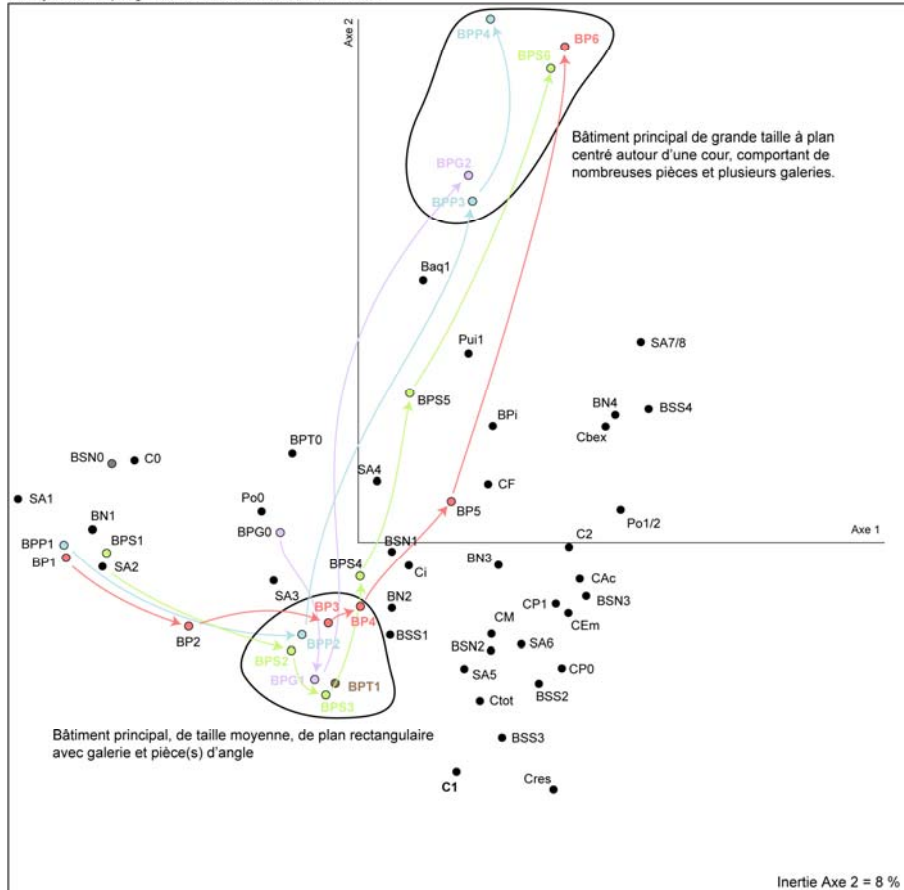 Axe 2
BPP4
BP6
BPS6
Bâtiment principal de grande taille à plan
centré autour d'une cour, comportant de
nombreuses pièces et plusieurs galeries.
BPG2
BPP3
Baq1
Pui1
SA7/8
BPS5
BN4
BSS4
BPi
Cbex
BPT0
BSN0
C0
SA4
CF
SA1
Po0
BP5
Po1/2
BN1
BPG0
Axe 1
BPP1
BPS1
BSN1
C2
BP1
SA2
BPS4
Ci
BN3
SA3
CAc
BP3
BP4
BN2
CP1
BSN3
CEm
BP2
BPP2
BSS1
CM
BPS2
BSN2
SA6
BPG1
BPT1
SA5
CP0
BPS3
Ctot
BSS2
Bâtiment principal, de taille moyenne, de plan rectangulaire
avec galerie et pièce(s) d'angle
BSS3
C1
Cres
Inertie Axe 2 = 8 %